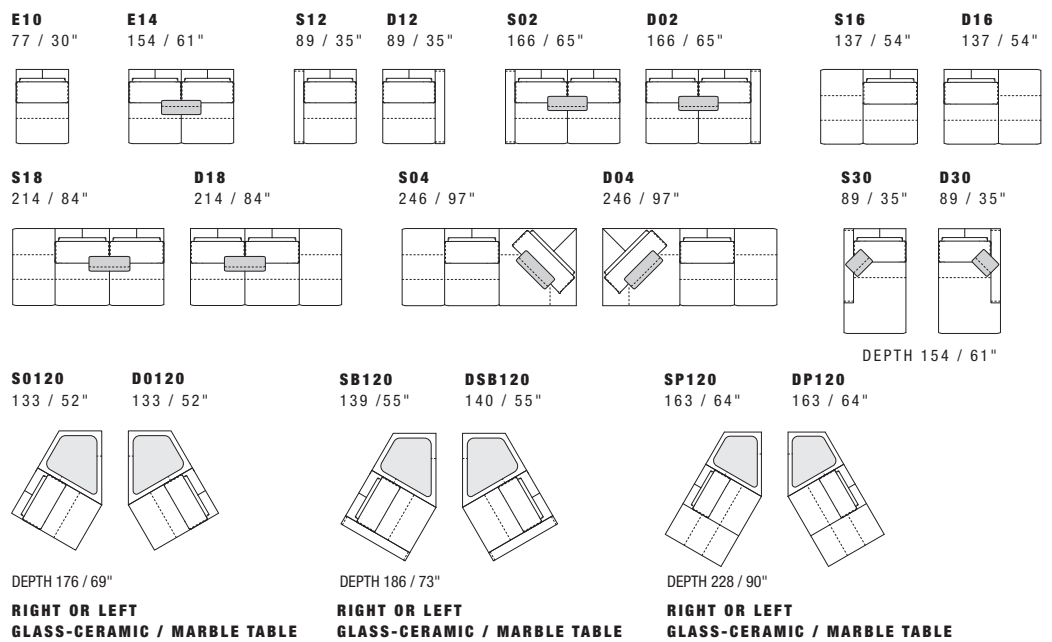 E10 E14 S12 D12 S02 D02 S16 D16
77 / 30" 154 / 61" 89 / 35" 89 / 35" 166 / 65" 166 / 65" 137 / 54" 137 / 54"
S18 D18 S04 D04 S30 D30
214 / 84" 214 / 84" 246 / 97" 246 / 97" 89 / 35" 89 / 35"
DEPTH 154 / 61"
S0120 D0120 SB120 DSB120 SP120 DP120
133 / 52" 133 / 52" 139 /55" 140 / 55" 163 / 64" 163 / 64"
DEPTH 176 / 69" DEPTH 186 / 73" DEPTH 228 / 90"
RIGHT OR LEFT RIGHT OR LEFT RIGHT OR LEFT
GLASS-CERAMIC / MARBLE TABLE GLASS-CERAMIC / MARBLE TABLE GLASS-CERAMIC / MARBLE TABLE